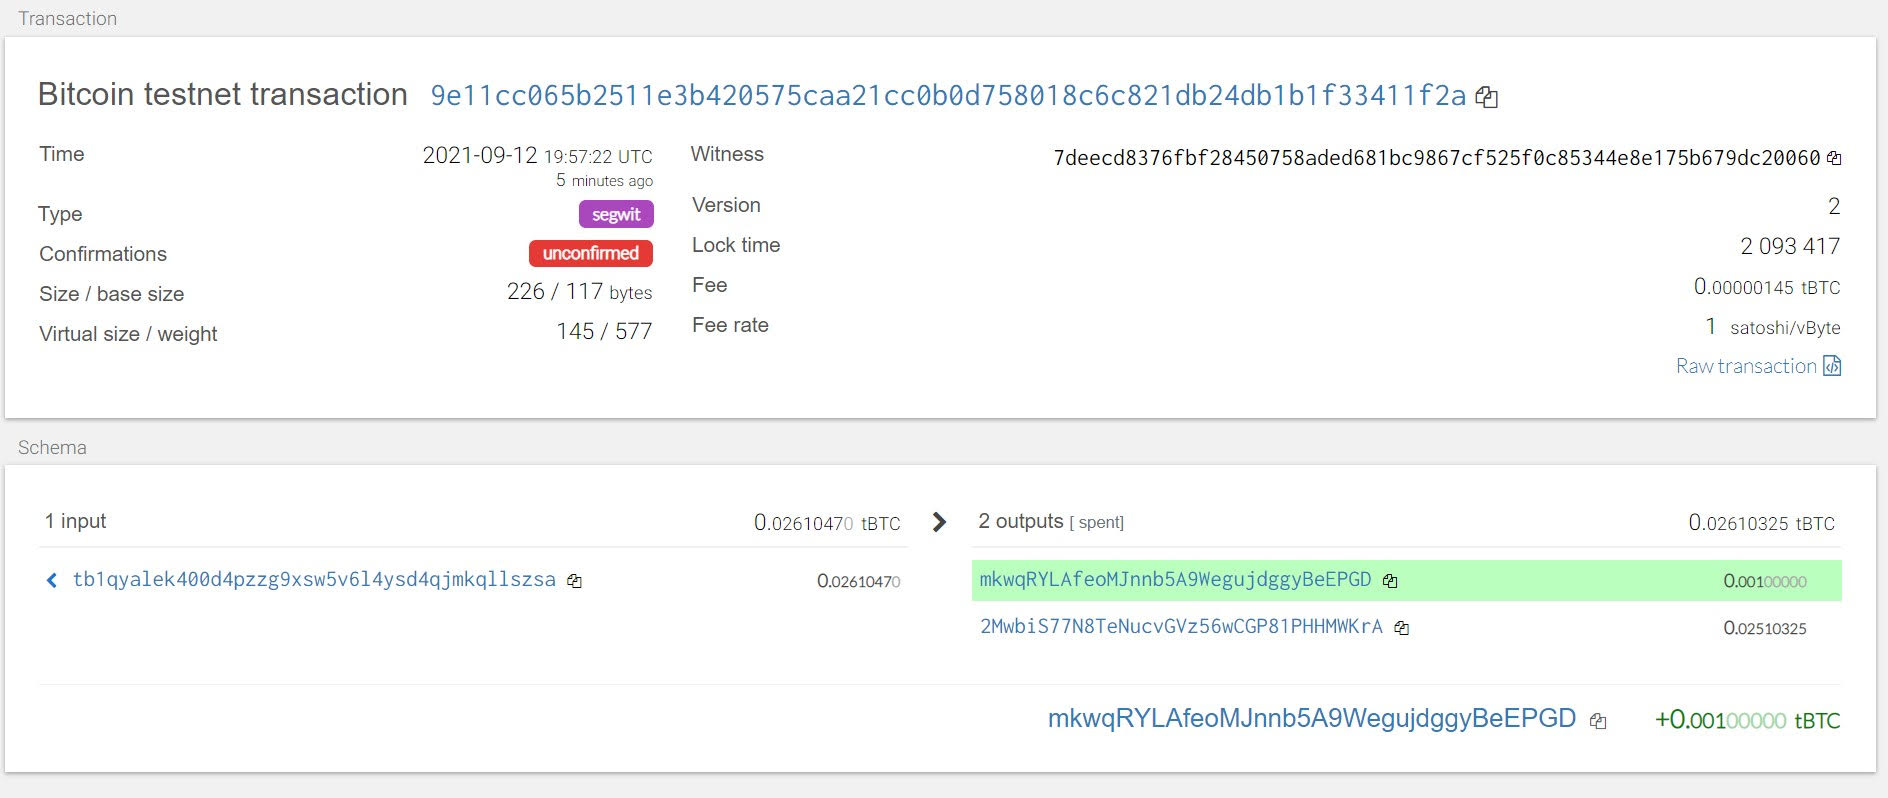 Transaction
Bitcoin testnet transaction 9e11cc065b2511e3b420575caa21cc0b0d758018c6c821db24db1b1f33411f2a
Time 2021-09-12 19:57:22 UTC
5 minutes ago
Type segwit
Confirmations unconfirmed
Size / base size 226 / 117 bytes
Virtual size / weight 145 / 577
Witness 7deecd8376fbf28450758aded681bc9867cf525f0c85344e8e175b679dc20060
Version 2
Lock time 2 093 417
Fee 0.00000145 tBTC
Fee rate 1 satoshi/vByte
Raw transaction
Schema
1 input 0.02610470 tBTC
tb1qyalek400d4pzzg9xsw5v6l4ysd4qjmkqllszsa 0.02610470
2 outputs [ spent] 0.02610325 tBTC
mkwqRYLAfeoMJnnb5A9WegujdggyBeEPGD 0.00100000
2MwbiS77N8TeNucvGVz56wCGP81PHHMWKrA 0.02510325
mkwqRYLAfeoMJnnb5A9WegujdggyBeEPGD +0.00100000 tBTC